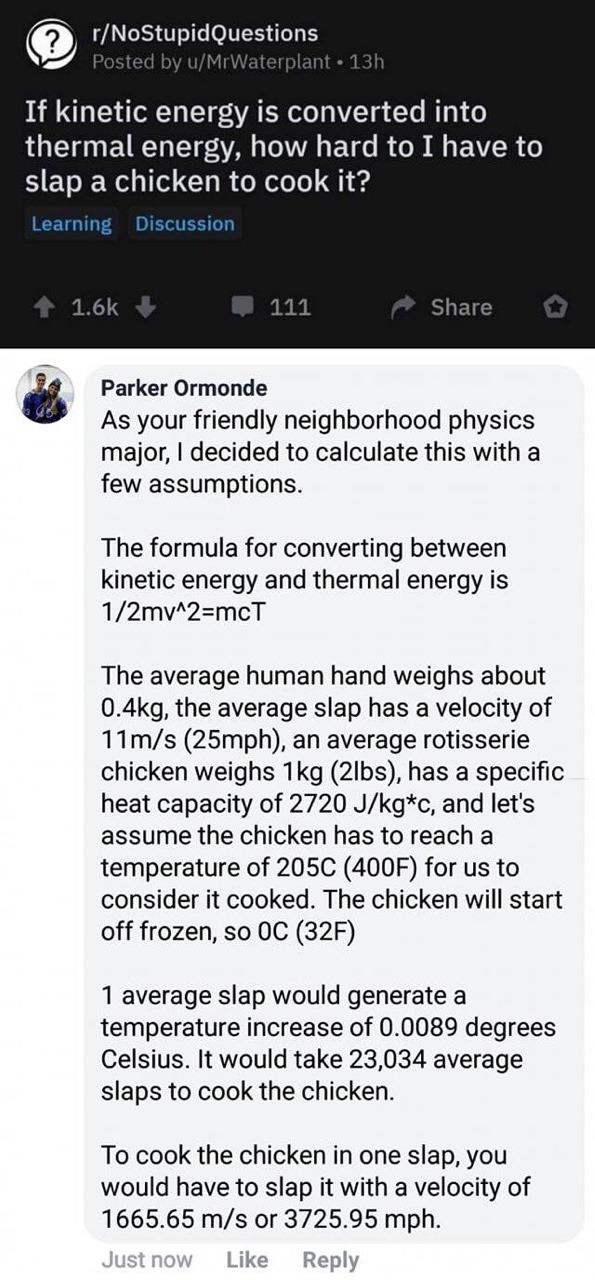 r/NoStupidQuestions
Posted by u/MrWaterplant • 13h
If kinetic energy is converted into
thermal energy, how hard to I have to
slap a chicken to cook it?
Learning Discussion
1.6k 111 Share
Parker Ormonde
As your friendly neighborhood physics
major, I decided to calculate this with a
few assumptions.
The formula for converting between
kinetic energy and thermal energy is
1/2mv^2=mcT
The average human hand weighs about
0.4kg, the average slap has a velocity of
11m/s (25mph), an average rotisserie
chicken weighs 1kg (2lbs), has a specific
heat capacity of 2720 J/kg*c, and let's
assume the chicken has to reach a
temperature of 205C (400F) for us to
consider it cooked. The chicken will start
off frozen, so 0C (32F)
1 average slap would generate a
temperature increase of 0.0089 degrees
Celsius. It would take 23,034 average
slaps to cook the chicken.
To cook the chicken in one slap, you
would have to slap it with a velocity of
1665.65 m/s or 3725.95 mph.
Just now Like Reply